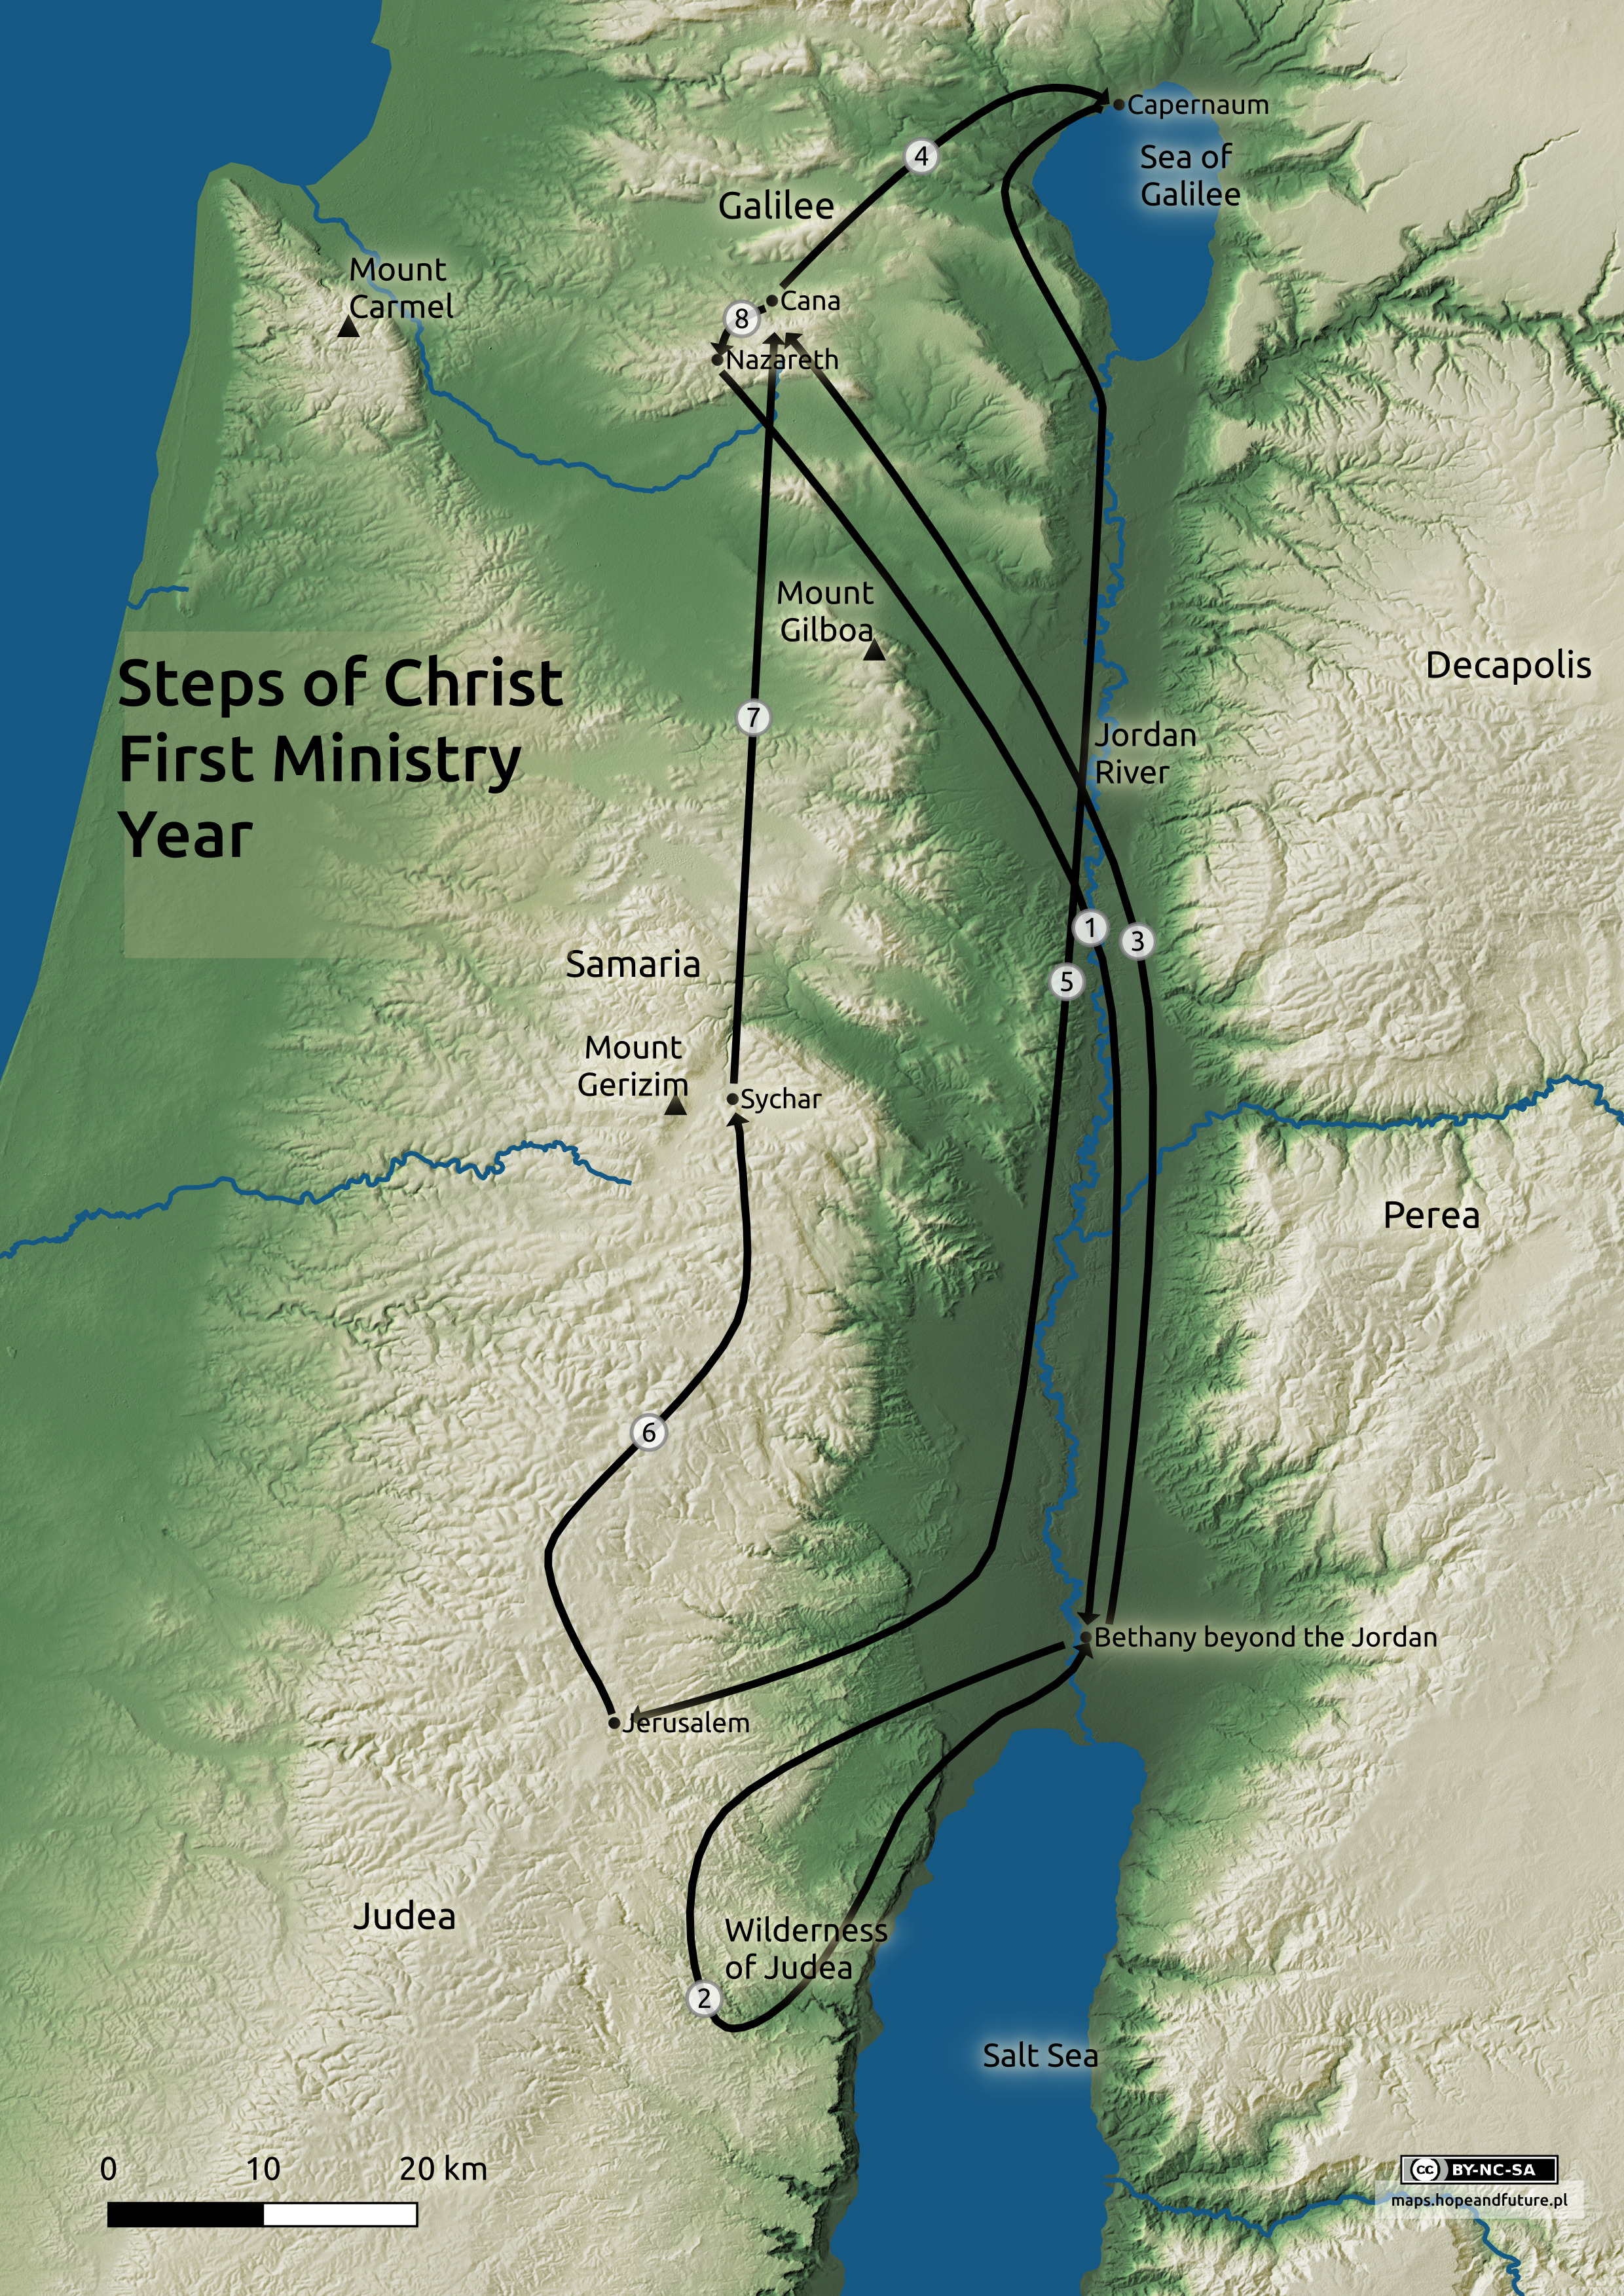 Capernaum
Sea of
Galilee
4
Galilee
Mount
Carmel
Cana
8
Nazareth
Mount
Gilboa
Steps of Christ
First Ministry
Year
Decapolis
7
Jordan
River
1
3
5
Samaria
Mount
Gerizim
Sychar
Perea
6
Bethany beyond the Jordan
Jerusalem
Judea
Wilderness
of Judea
2
Salt Sea
0 10 20 km
cc BY-NC-SA
maps.hopeandfuture.pl